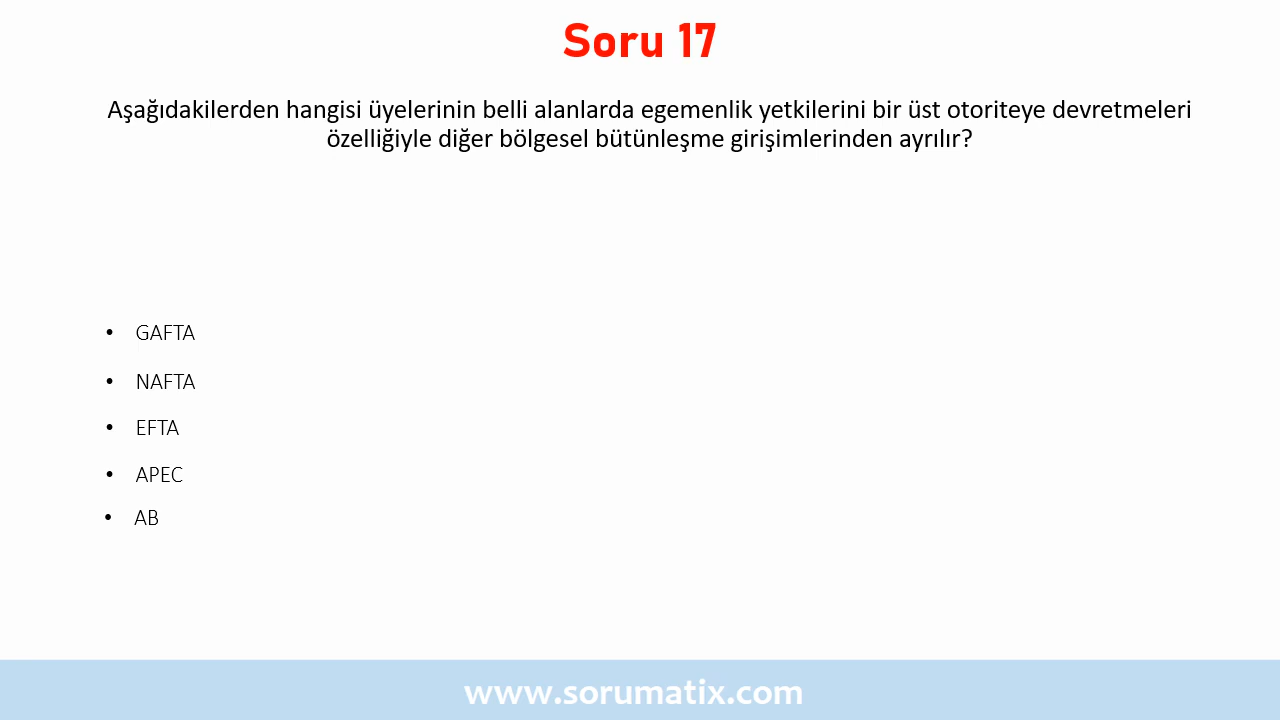 Soru 17
Aşağıdakilerden hangisi üyelerinin belli alanlarda egemenlik yetkilerini bir üst otoriteye devretmeleri
özelliğiyle diğer bölgesel bütünleşme girişimlerinden ayrılır?
• GAFTA
• NAFTA
• EFTA
• APEC
• AB
www.sorumatix.com